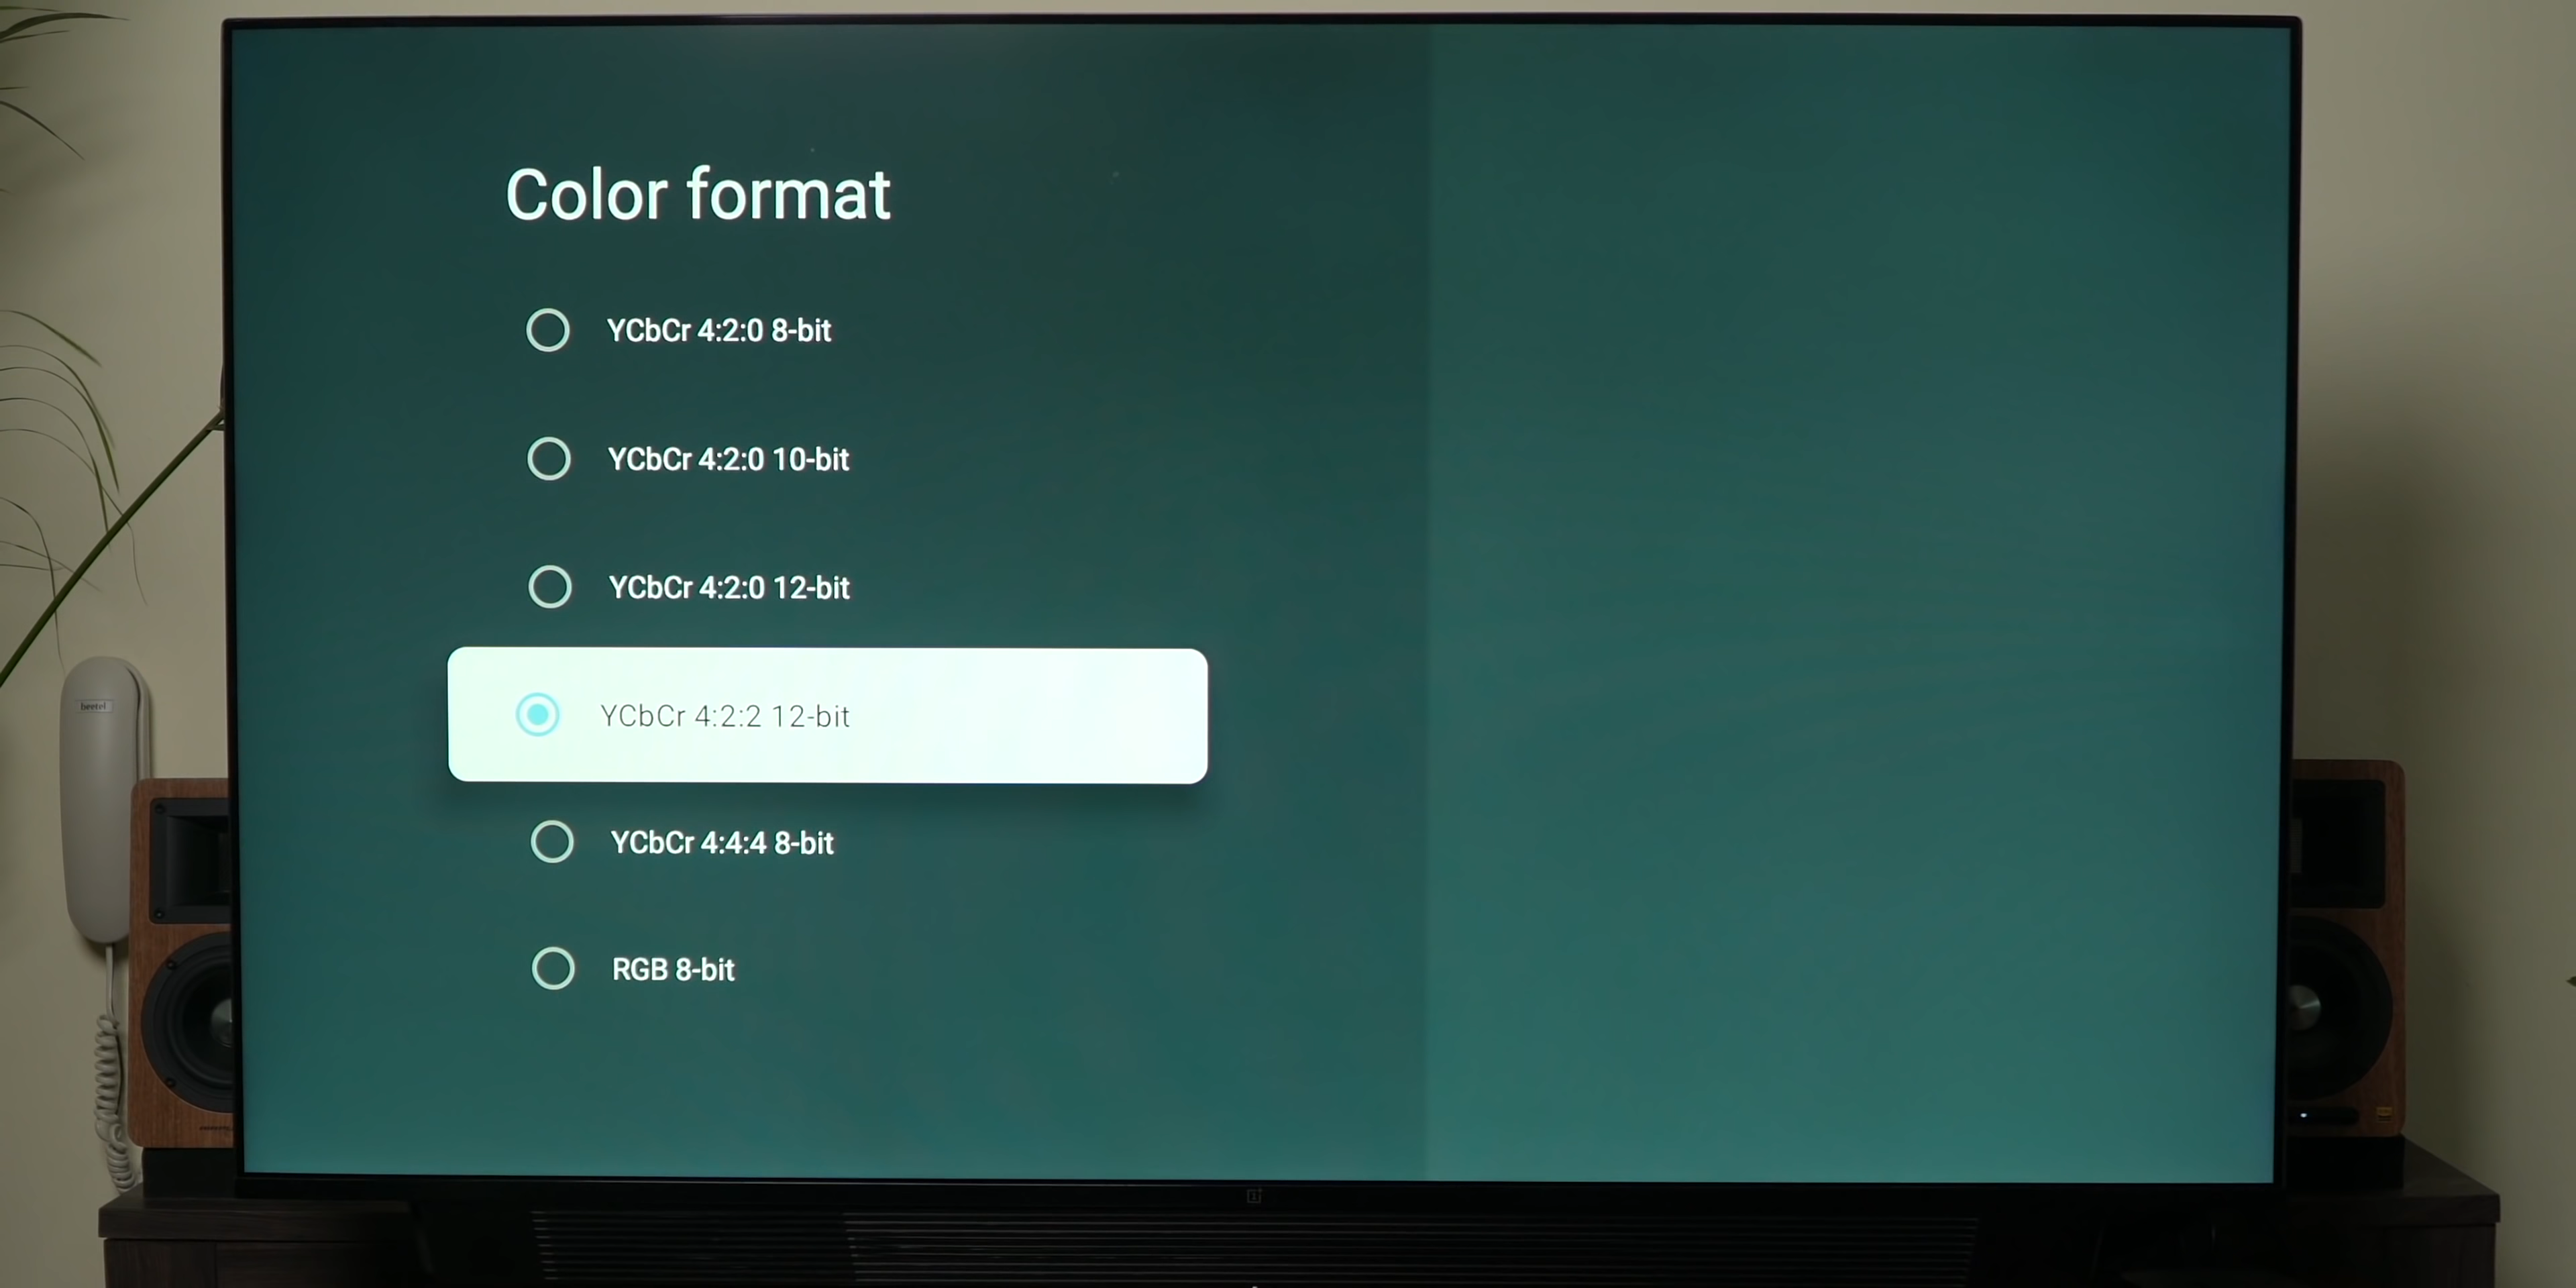 Color format
YCbCr 4:2:0 8-bit
YCbCr 4:2:0 10-bit
YCbCr 4:2:0 12-bit
YCbCr 4:2:2 12-bit
beetel
YCbCr 4:4:4 8-bit
RGB 8-bit